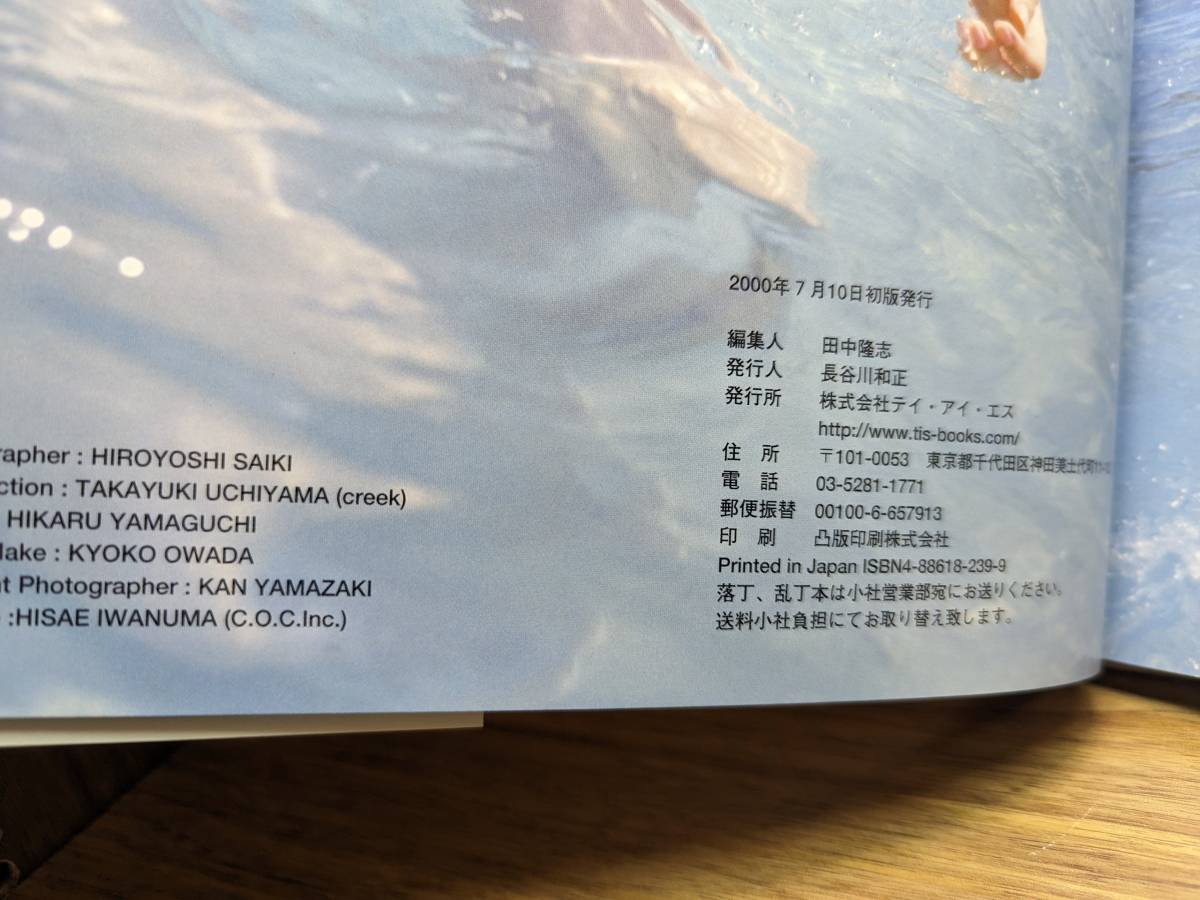 2000年7月10日初版発行
編集人 田中隆志
発行人 長谷川和正
発行所 株式会社テイ・アイ・エス
http://www.tis-books.com/
住 所 〒101-0053 東京都千代田区神田美土代町
電 話 03-5281-1771
郵便振替 00100-6-657913
印 刷 凸版印刷株式会社
Printed in Japan ISBN4-88618-239-9
落丁、乱丁本は小社営業部宛にお送りください。
送料小社負担にてお取り替え致します。
rapher : HIROYOSHI SAIKI
ction : TAKAYUKI UCHIYAMA (creek)
HIKARU YAMAGUCHI
lake : KYOKO OWADA
nt Photographer : KAN YAMAZAKI
:HISAE IWANUMA (C.O.C.Inc.)